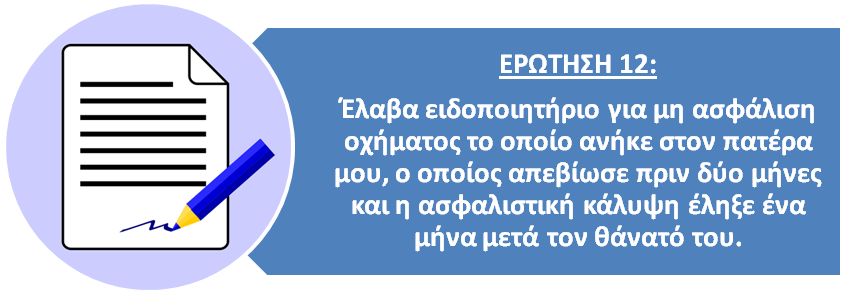 ΕΡΩΤΗΣΗ 12:
Έλαβα ειδοποιητήριο για μη ασφάλιση
οχήματος το οποίο ανήκε στον πατέρα
μου, ο οποίος απεβίωσε πριν δύο μήνες
και η ασφαλιστική κάλυψη έληξε ένα
μήνα μετά τον θάνατό του.